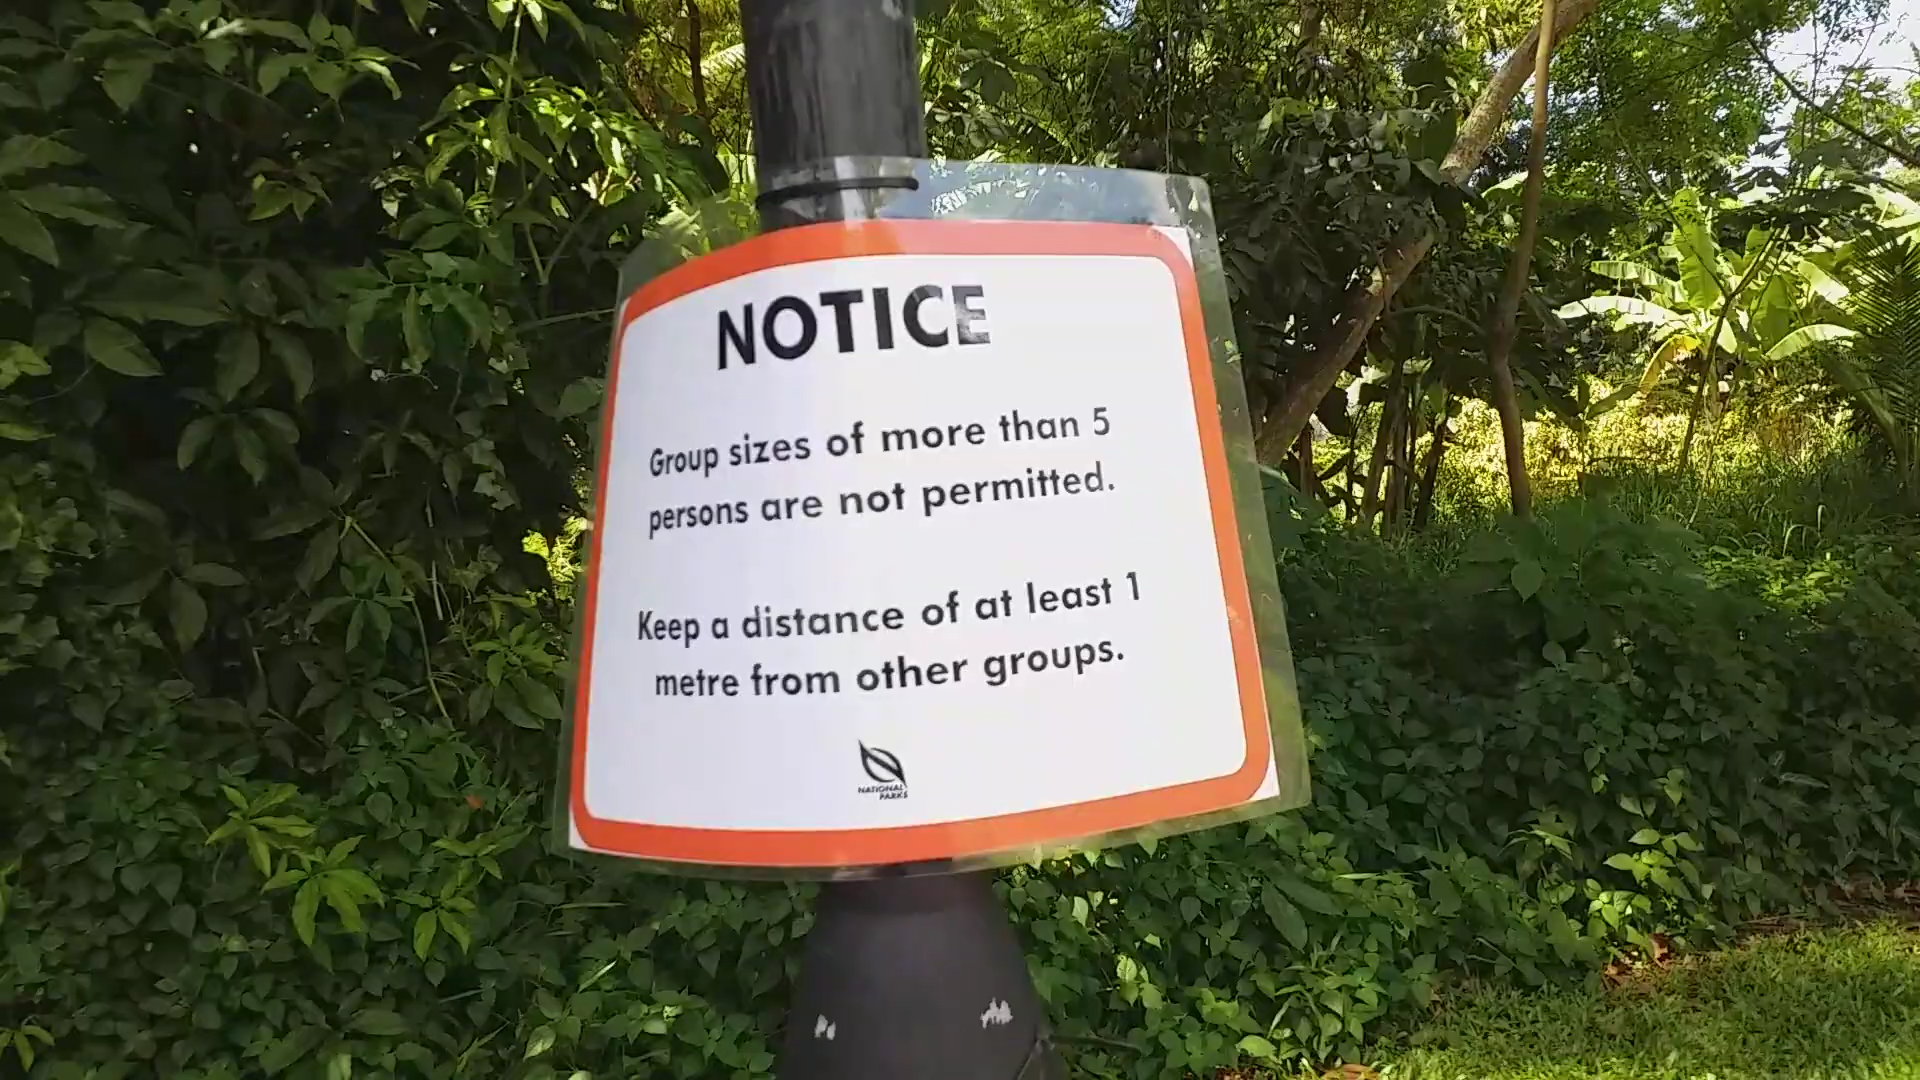 NOTICE
Group sizes of more than 5
persons are not permitted.
Keep a distance of at least 1
metre from other groups.
NATIONAL
PARKS